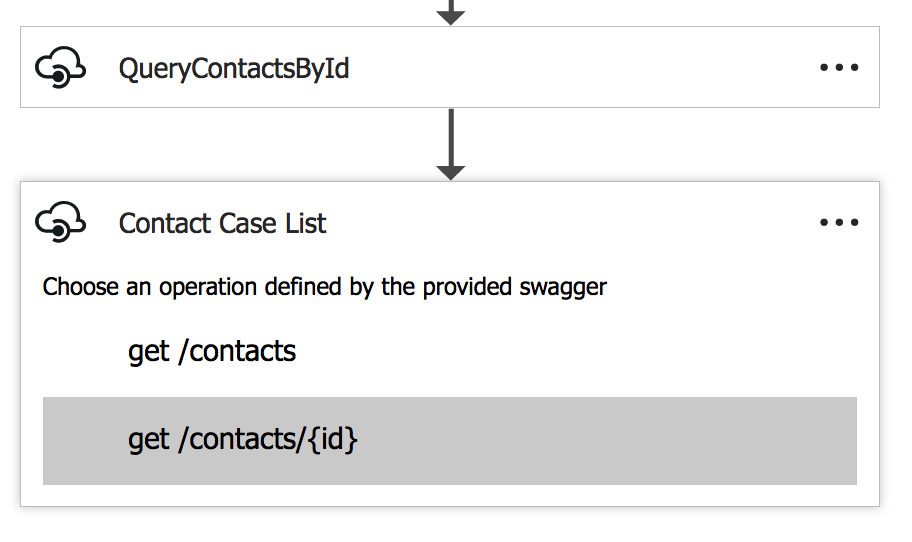 QueryContactsById
Contact Case List
Choose an operation defined by the provided swagger
get /contacts
get /contacts/{id}